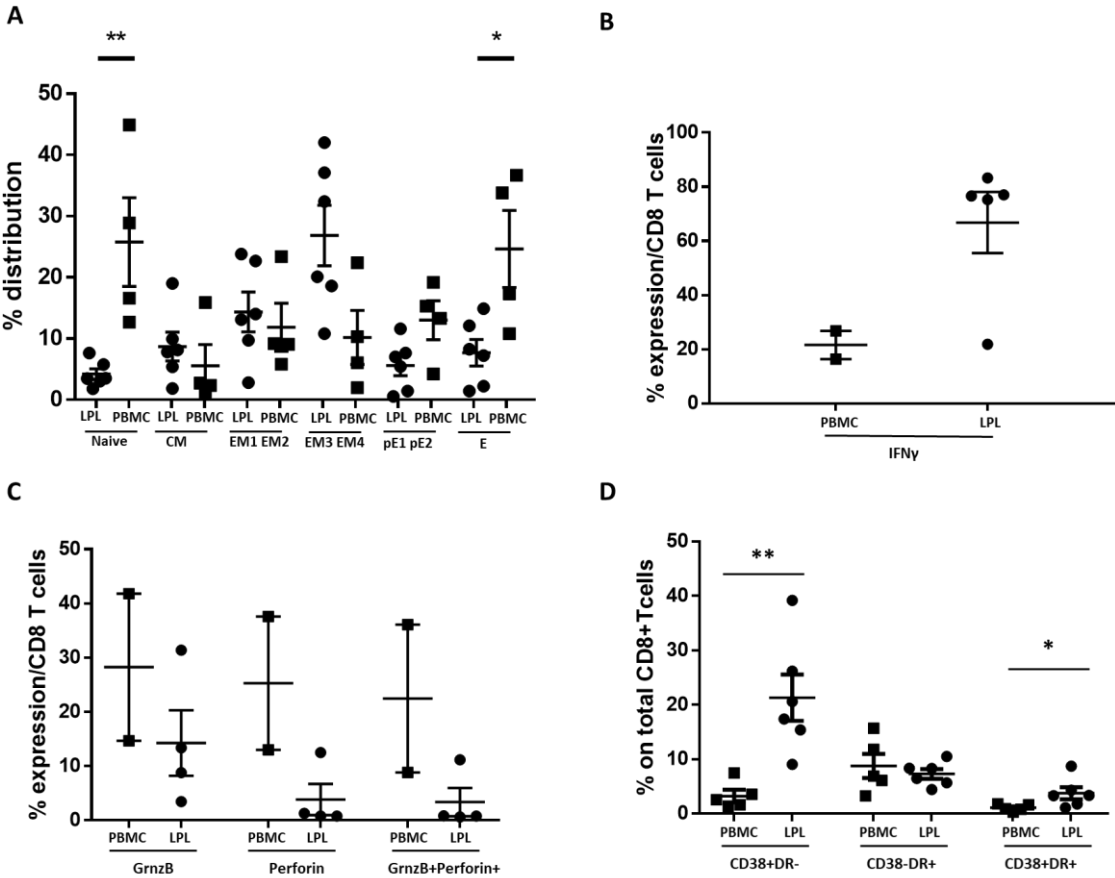 A
** *
% distribution
50
40
30
20
10
0
LPL PBMC LPL PBMC LPL PBMC LPL PBMC LPL PBMC LPL PBMC
Naive CM EM1 EM2 EM3 EM4 pE1 pE2 E
B
% expression/CD8 T cells
100
80
60
40
20
0
PBMC LPL
IFNγ
C
% expression/CD8 T cells
50
40
30
20
10
0
PBMC LPL PBMC LPL PBMC LPL
GrnzB Perforin GrnzB+Perforin+
D
** *
% on total CD8+Tcells
50
40
30
20
10
0
PBMC LPL PBMC LPL PBMC LPL
CD38+DR- CD38-DR+ CD38+DR+